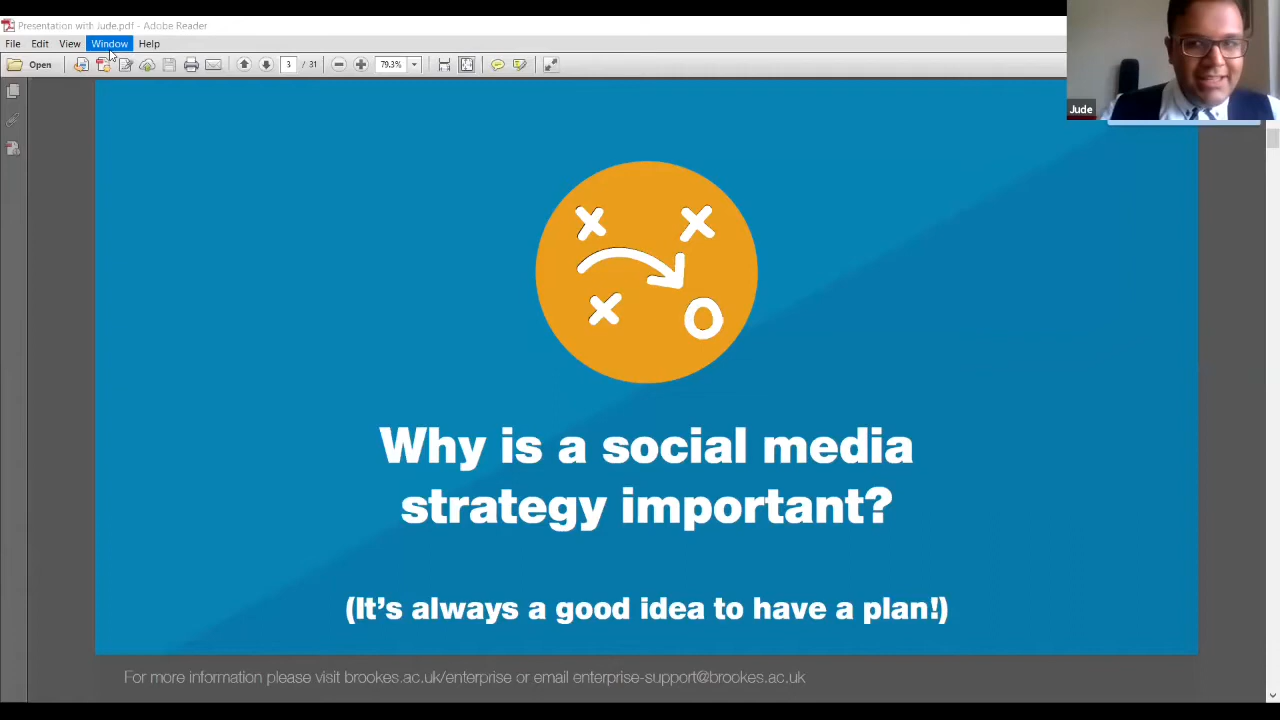 Presentation with Jude.pdf - Adobe Reader
File Edit View Window Help
Open 3 / 31 79.3%
Jude
x x
x o
Why is a social media
strategy important?
(It's always a good idea to have a plan!)
For more information please visit brookes.ac.uk/enterprise or email enterprise-support@brookes.ac.uk